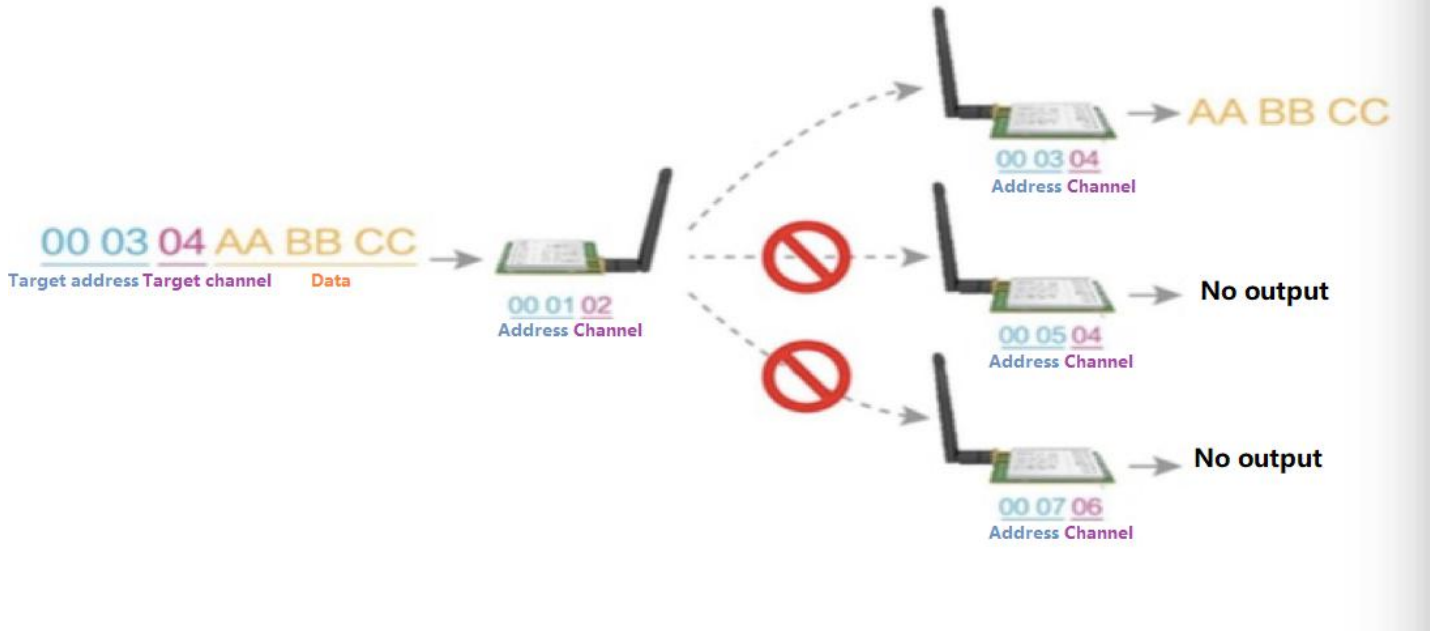 00 03 04 AA BB CC
Target address Target channel Data
00 01 02
Address Channel
AA BB CC
00 03 04
Address Channel
No output
00 05 04
Address Channel
No output
00 07 06
Address Channel